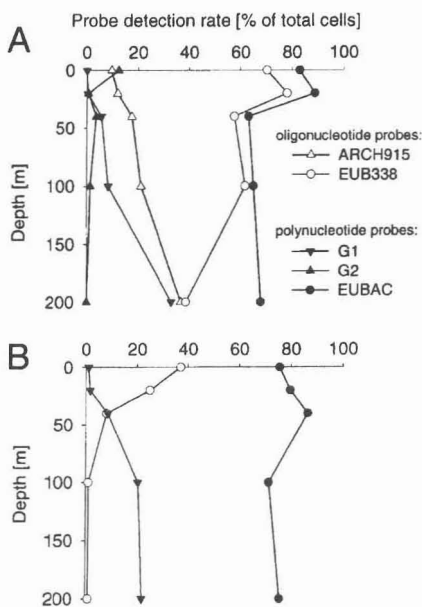 Probe detection rate [% of total cells]
A
0 20 40 60 80 100
0
50
100
150
200
Depth [m]
oligonucleotide probes:
ARCH915
EUB338
polynucleotide probes:
G1
G2
EUBAC
B
0 20 40 60 80 100
0
50
100
150
200
Depth [m]